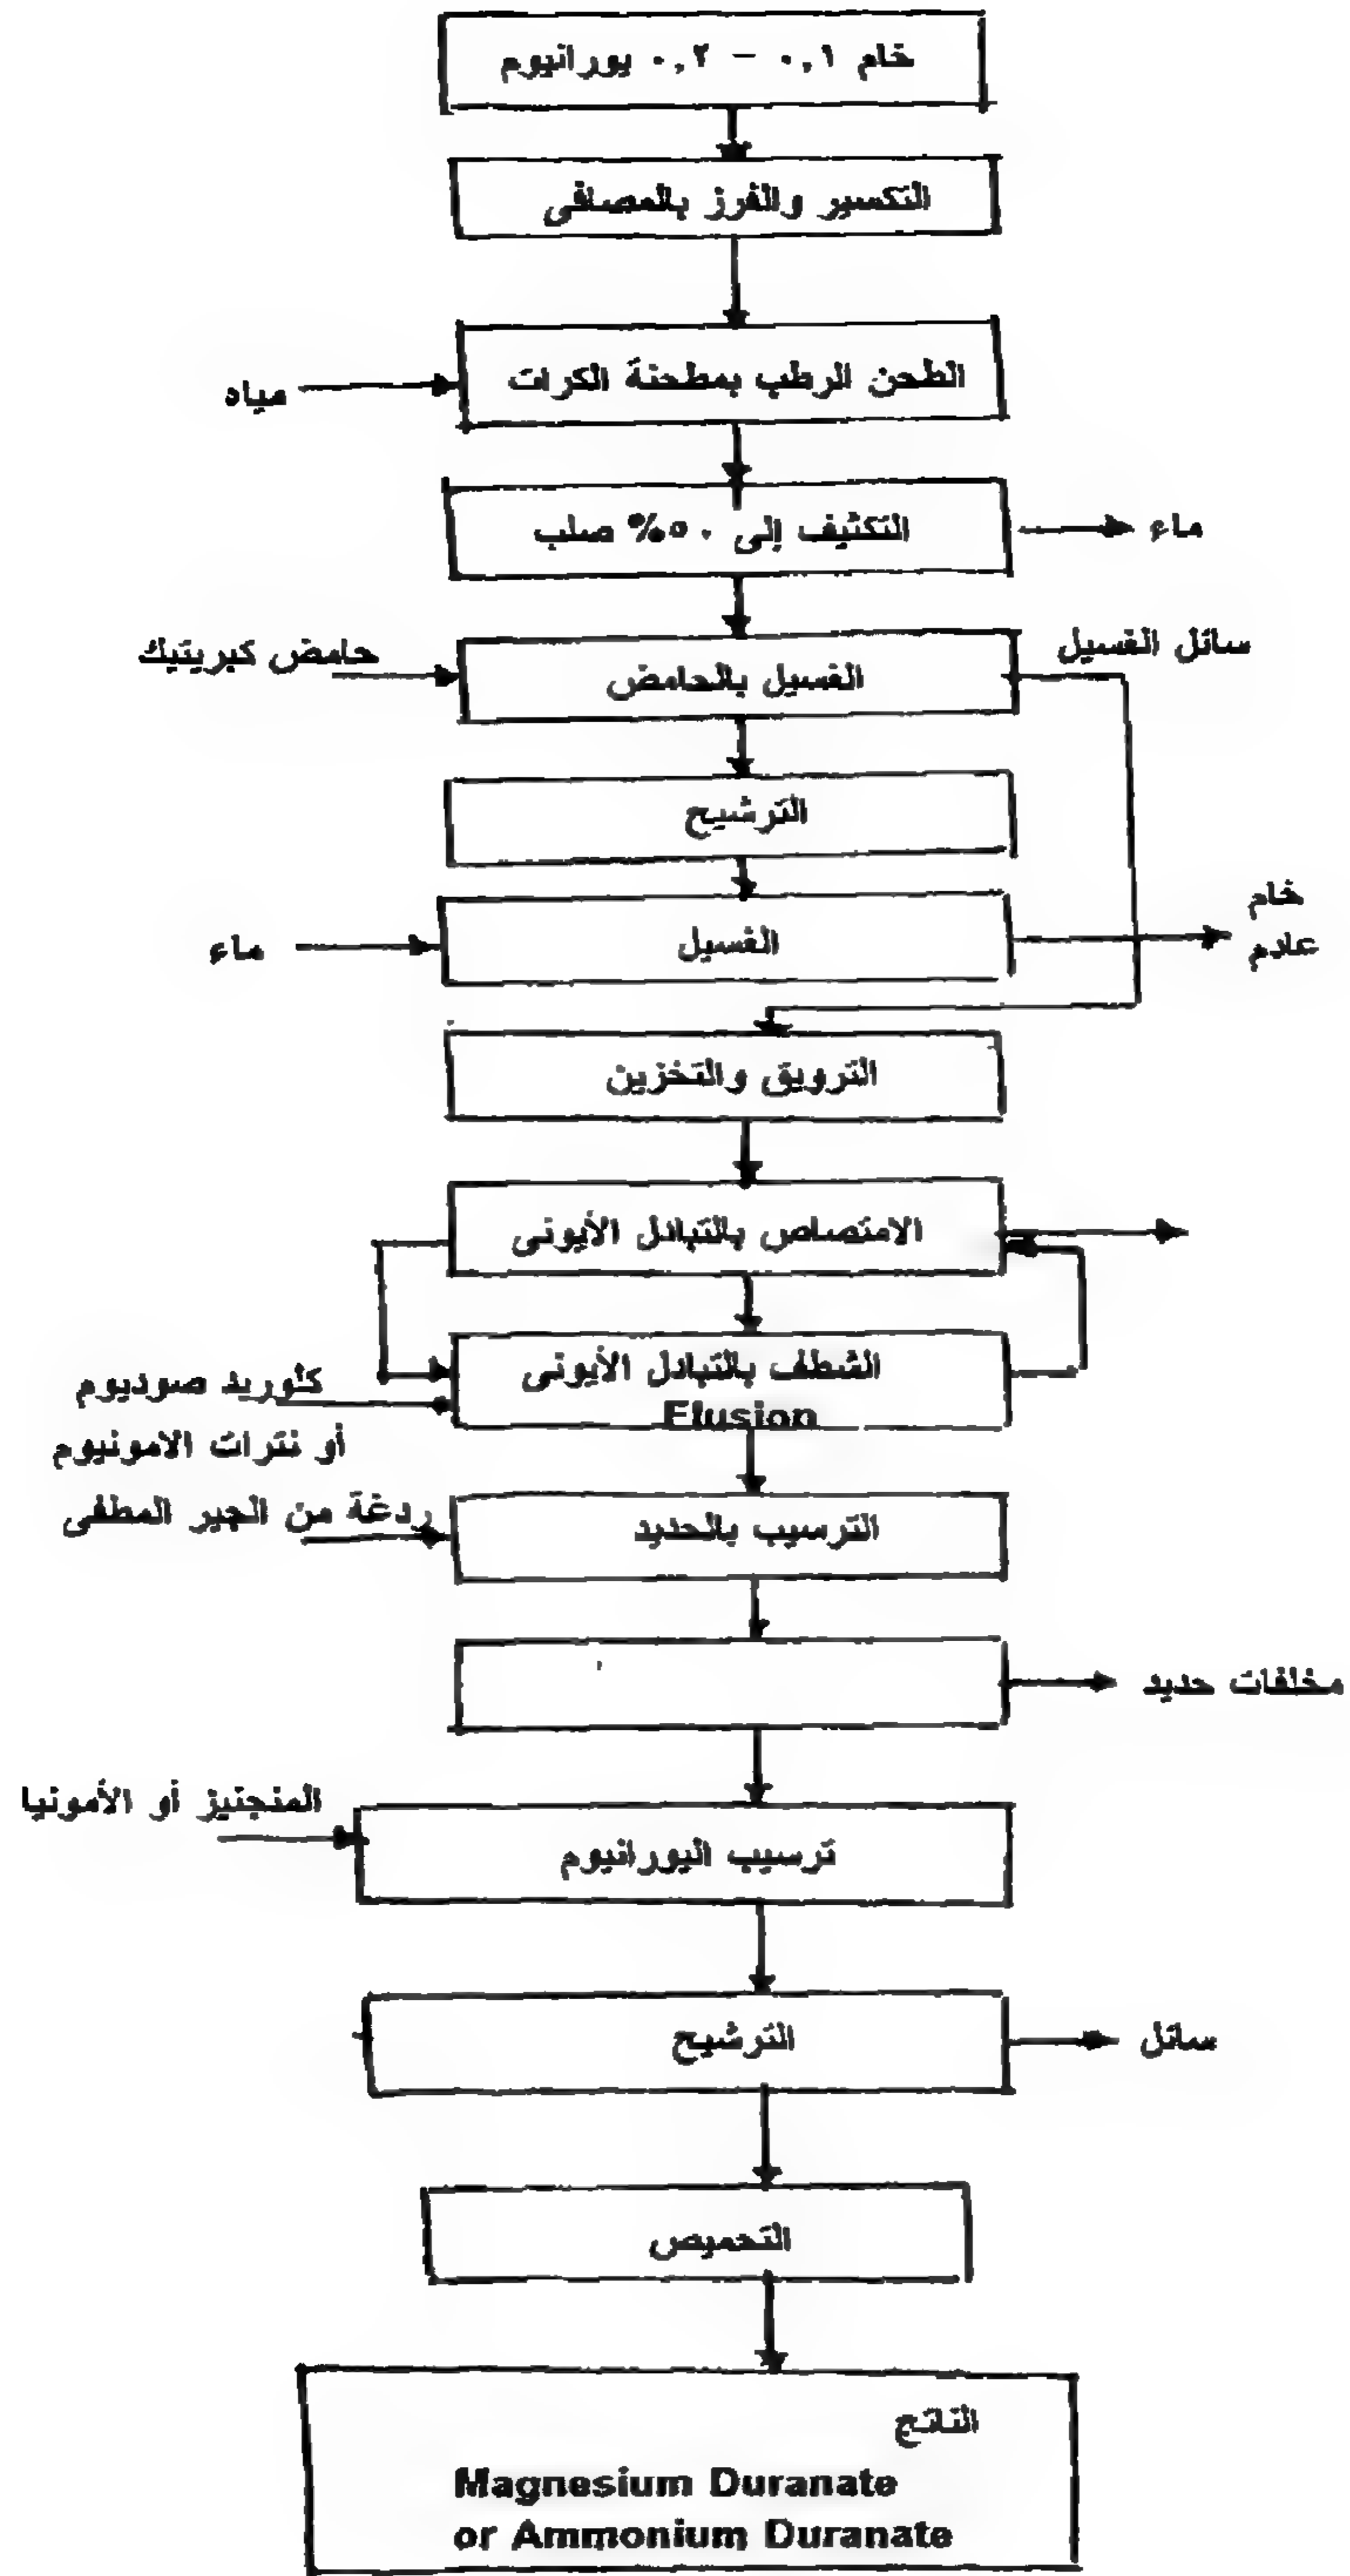 خام ٠,١ – ٠,٢ يورانيوم
التكسير والفرز بالمصافى
الطحن الرطب بمطحنة الكرات
مياه
التكثيف إلى ٥٠% صلب
ماء
حامض كبريتيك
الغسيل بالحامض
سائل الغسيل
الترشيح
الغسيل
ماء
خام
عادم
الترويق والتخزين
الامتصاص بالتبادل الأيونى
الشطف بالتبادل الأيونى
Elusion
كلوريد صوديوم
أو نترات الامونيوم
ردغة من الجير المطفى
الترسيب بالحديد
مخلفات حديد
المنجنيز أو الأمونيا
ترسيب اليورانيوم
الترشيح
سائل
التحميص
الناتج
Magnesium Duranate
or Ammonium Duranate